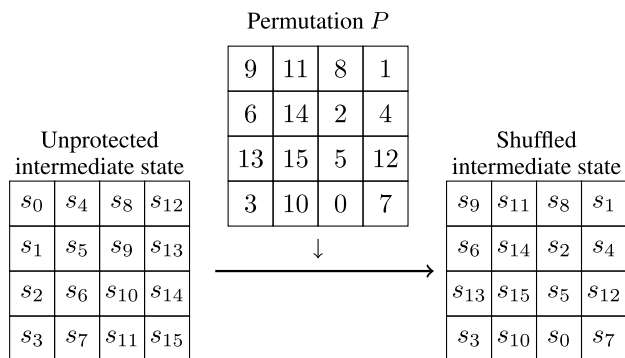 Permutation P
9 11 8 1
6 14 2 4
13 15 5 12
3 10 0 7
↓
Unprotected
intermediate state
s₀ s₄ s₈ s₁₂
s₁ s₅ s₉ s₁₃
s₂ s₆ s₁₀ s₁₄
s₃ s₇ s₁₁ s₁₅
Shuffled
intermediate state
s₉ s₁₁ s₈ s₁
s₆ s₁₄ s₂ s₄
s₁₃ s₁₅ s₅ s₁₂
s₃ s₁₀ s₀ s₇